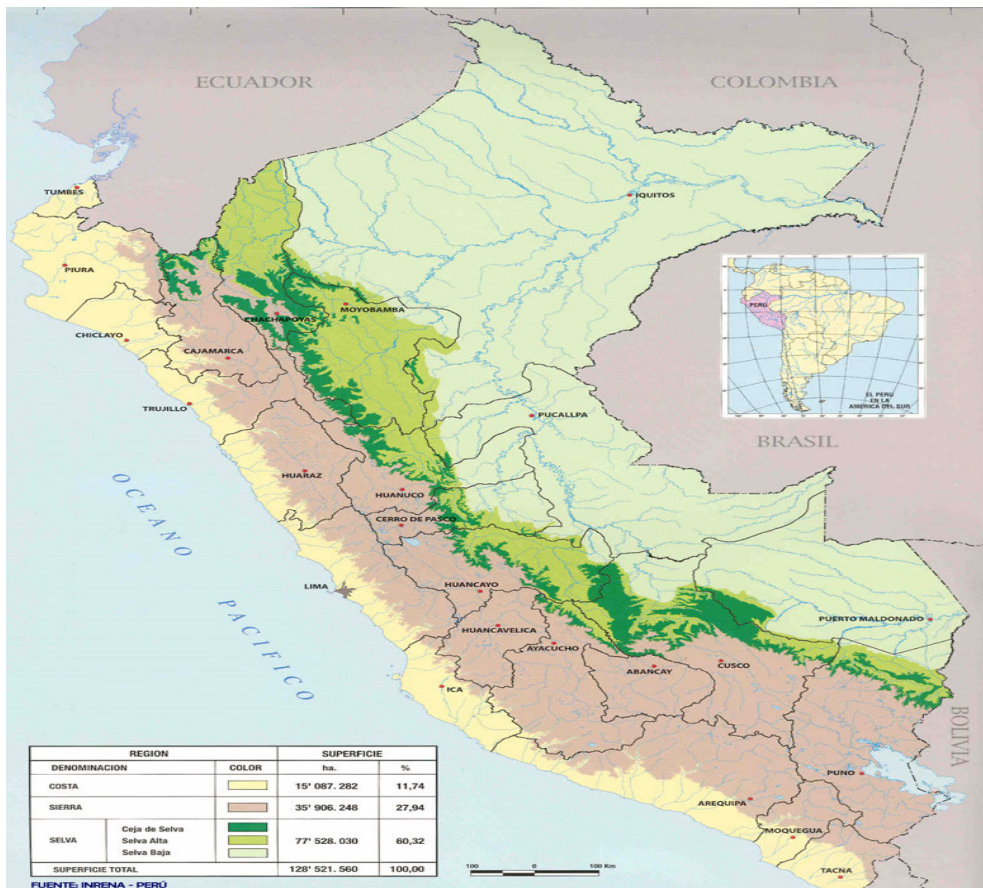 ECUADOR
COLOMBIA
TUMBES
IQUITOS
PIURA
CHACHAPOYAS
MOYOBAMBA
CHICLAYO
CAJAMARCA
TRUJILLO
PUCALLPA
PERU
EL PERU
EN LA
AMERICA DEL SUR
BRASIL
HUARAZ
HUANUCO
CERRO DE PASCO
OCEANO
PACIFICO
LIMA
HUANCAYO
HUANCAVELICA
AYACUCHO
PUERTO MALDONADO
ABANCAY
CUSCO
ICA
BOLIVIA
PUNO
AREQUIPA
MOQUEGUA
TACNA
REGION SUPERFICIE
DENOMINACION COLOR ha. %
COSTA 15' 087. 282 11,74
SIERRA 35' 906. 248 27,94
SELVA Ceja de Selva
Selva Alta 77' 528. 030 60,32
Selva Baja
SUPERFICIE TOTAL 128' 521. 560 100,00
FUENTE: INRENA - PERÚ
100 0 100 Km